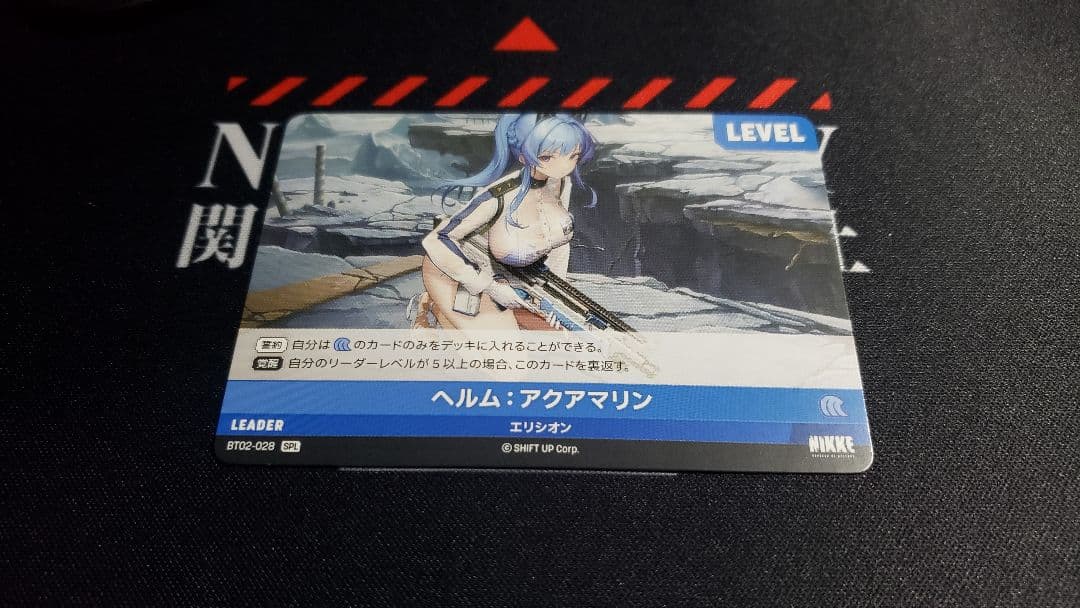 N
関
LEVEL
誓約 自分は のカードのみをデッキに入れることができる。
覚醒 自分のリーダーレベルが5以上の場合、このカードを裏返す。
ヘルム：アクアマリン
LEADER
エリシオン
BT02-028 SPL
©SHIFT UP Corp.
NIKKE